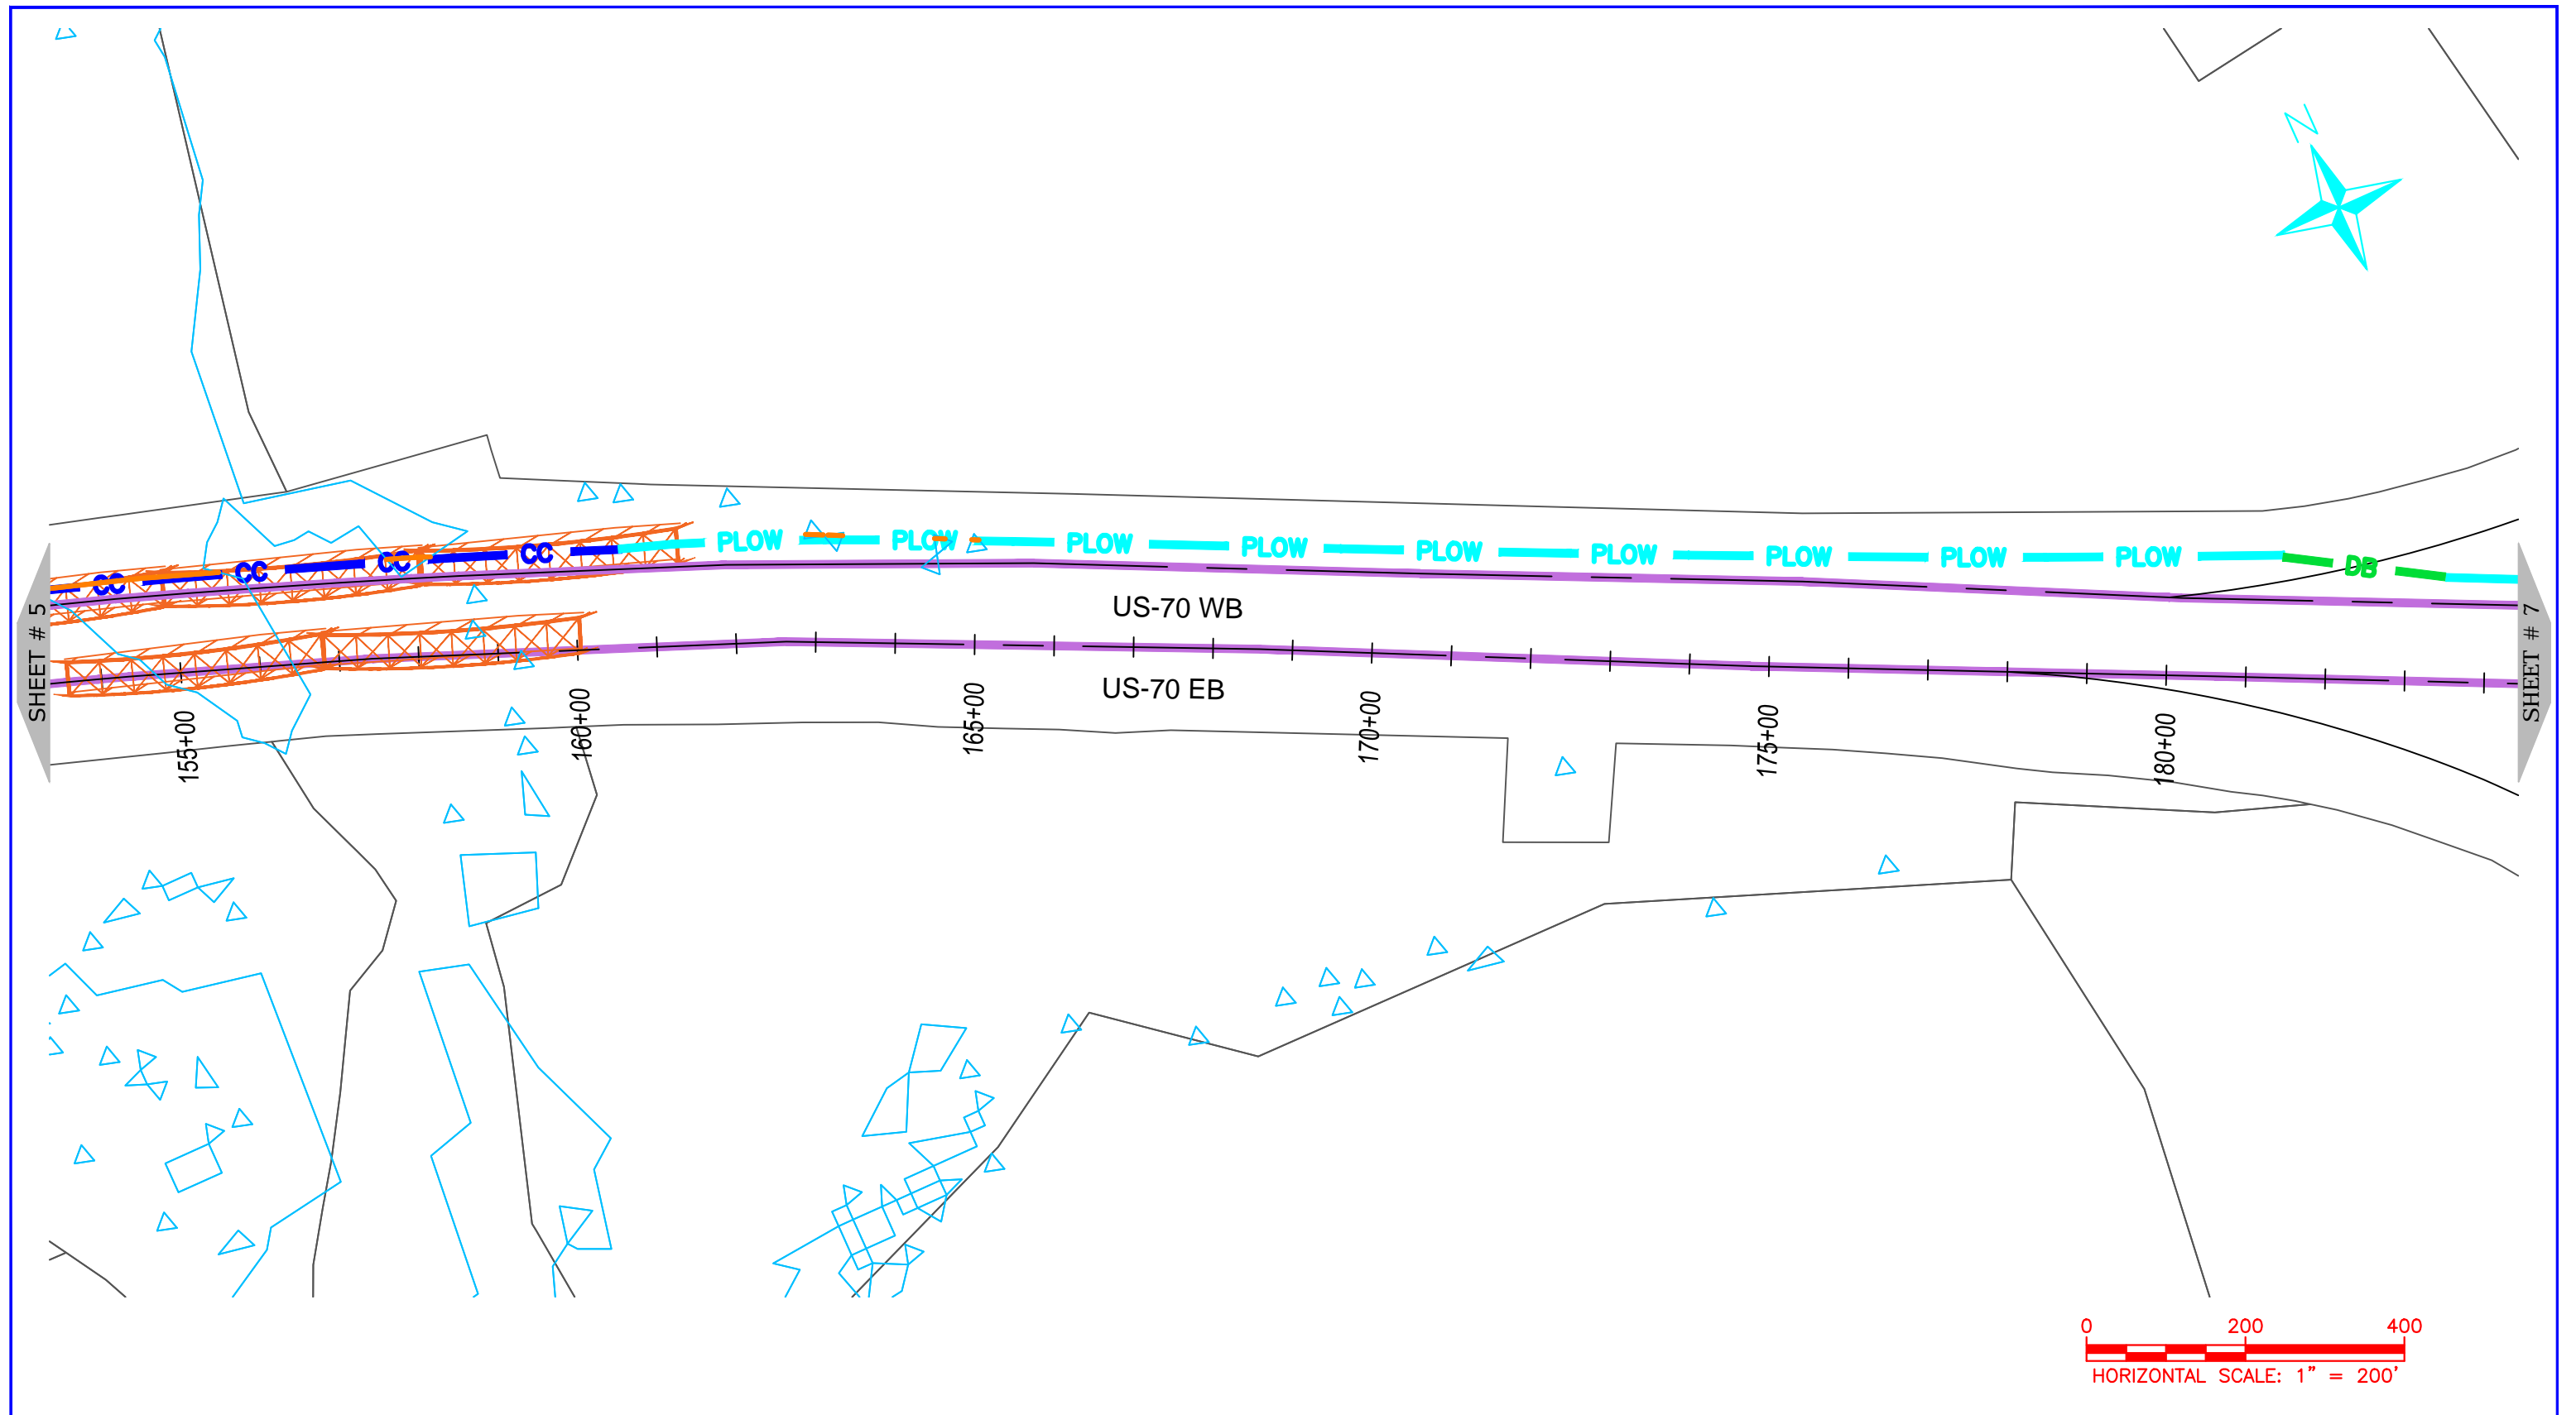 N
CC CC CC CC PLOW PLOW PLOW PLOW PLOW PLOW PLOW PLOW PLOW DB
US-70 WB
SHEET # 5
SHEET # 7
US-70 EB
155+00 160+00 165+00 170+00 175+00 180+00
0 200 400
HORIZONTAL SCALE: 1" = 200'